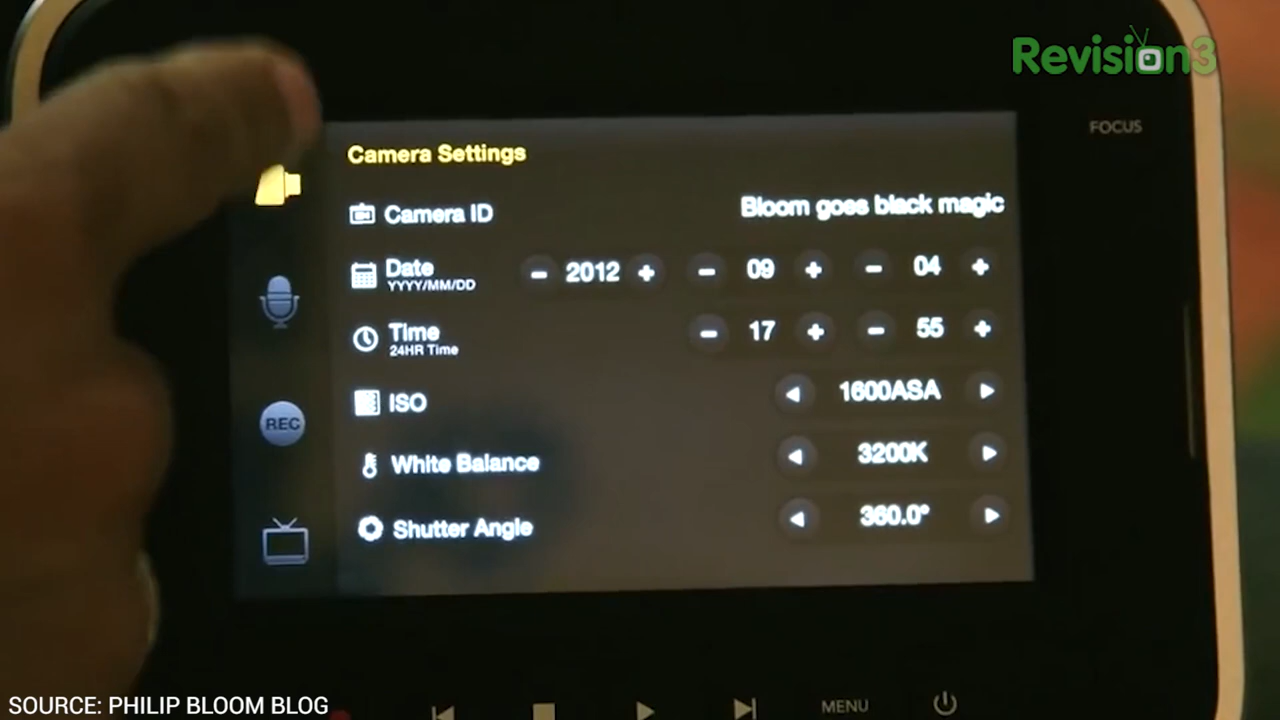 Revision3
FOCUS
Camera Settings
Camera ID Bloom goes black magic
Date - 2012 + - 09 + - 04 +
YYYY/MM/DD
Time - 17 + - 55 +
24HR Time
ISO 1600ASA
REC
White Balance 3200K
Shutter Angle 360.0°
MENU
SOURCE: PHILIP BLOOM BLOG